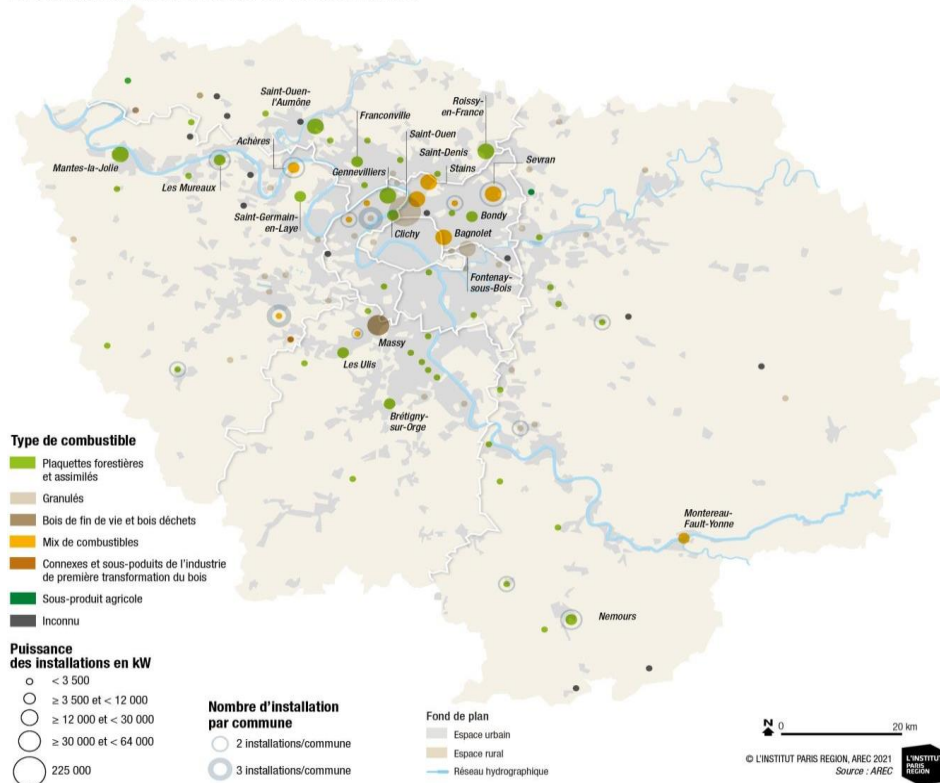 Saint-Ouen-
l'Aumône
Franconville
Roissy-
en-France
Saint-Ouen
Achères
Saint-Denis
Sevran
Gennevilliers
Stains
Mantes-la-Jolie
Les Mureaux
Saint-Germain-
en-Laye
Bondy
Clichy
Bagnolet
Fontenay-
sous-Bois
Massy
Les Ulis
Brétigny-
sur-Orge
Montereau-
Fault-Yonne
Nemours
Type de combustible
Plaquettes forestières
et assimilés
Granulés
Bois de fin de vie et bois déchets
Mix de combustibles
Connexes et sous-poduits de l'industrie
de première transformation du bois
Sous-produit agricole
Inconnu
Puissance
des installations en kW
< 3 500
≥ 3 500 et < 12 000
≥ 12 000 et < 30 000
≥ 30 000 et < 64 000
225 000
Nombre d'installation
par commune
2 installations/commune
3 installations/commune
Fond de plan
Espace urbain
Espace rural
Réseau hydrographique
N
0
20 km
© L'INSTITUT PARIS REGION, AREC 2021
Source : AREC
L'INSTITUT
PARIS
REGION